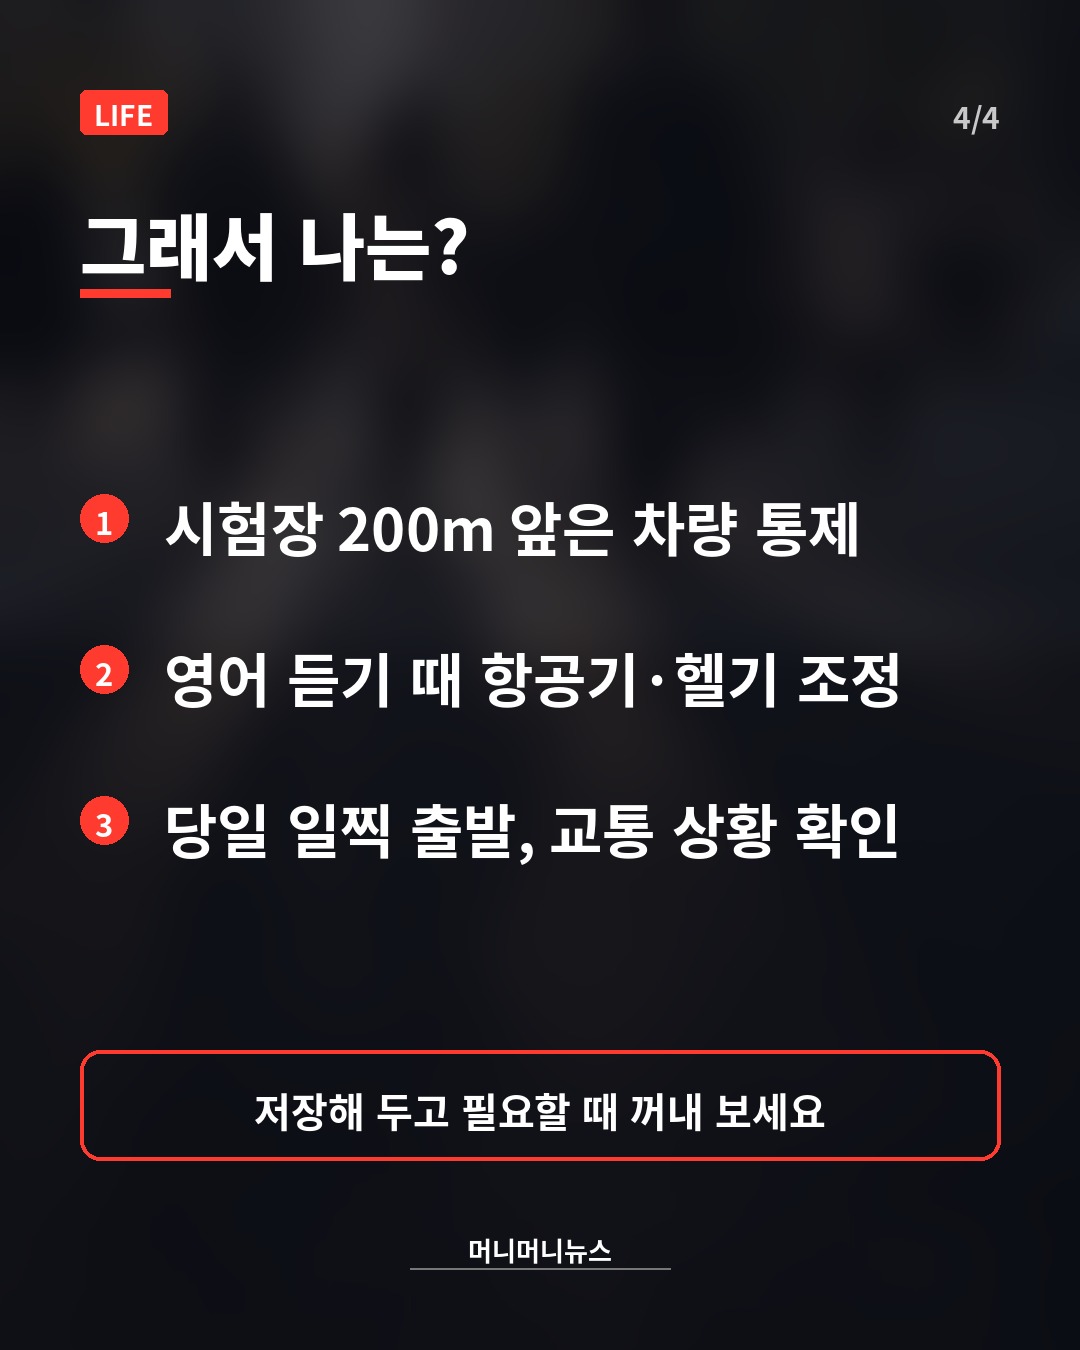 LIFE
4/4
그래서 나는?
1 시험장 200m 앞은 차량 통제
2 영어 듣기 때 항공기·헬기 조정
3 당일 일찍 출발, 교통 상황 확인
저장해 두고 필요할 때 꺼내 보세요
머니머니뉴스